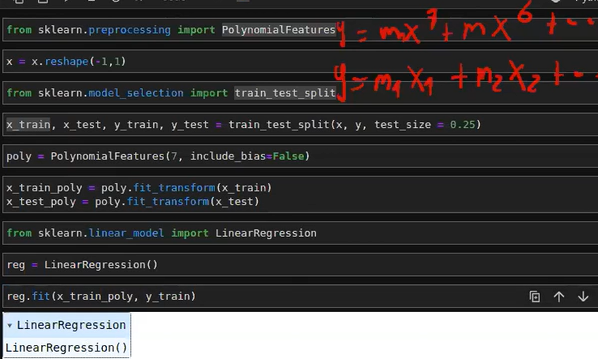 from sklearn.preprocessing import PolynomialFeatures
y = mx⁷ + mx⁶ + ..
x = x.reshape(-1,1)
y = m₁x₁ + m₂x₂ + ..
from sklearn.model_selection import train_test_split
x_train, x_test, y_train, y_test = train_test_split(x, y, test_size = 0.25)
poly = PolynomialFeatures(7, include_bias=False)
x_train_poly = poly.fit_transform(x_train)
x_test_poly = poly.fit_transform(x_test)
from sklearn.linear_model import LinearRegression
reg = LinearRegression()
reg.fit(x_train_poly, y_train)
LinearRegression
LinearRegression()